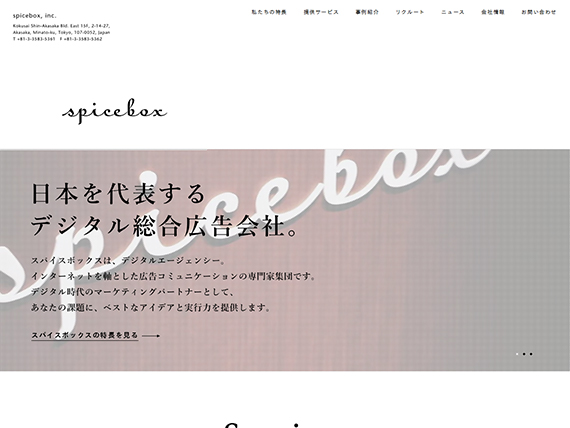 spicebox, inc.
Kokusai Shin-Akasaka Bld. East 15F, 2-14-27,
Akasaka, Minato-ku, Tokyo, 107-0052, Japan
T +81-3-3583-5361 F +81-3-3583-5362
私たちの特長 提供サービス 事例紹介 リクルート ニュース 会社情報 お問い合わせ
spicebox
spicebox
日本を代表する
デジタル総合広告会社。
スパイスボックスは、デジタルエージェンシー。
インターネットを軸とした広告コミュニケーションの専門家集団です。
デジタル時代のマーケティングパートナーとして、
あなたの課題に、ベストなアイデアと実行力を提供します。
スパイスボックスの特長を見る